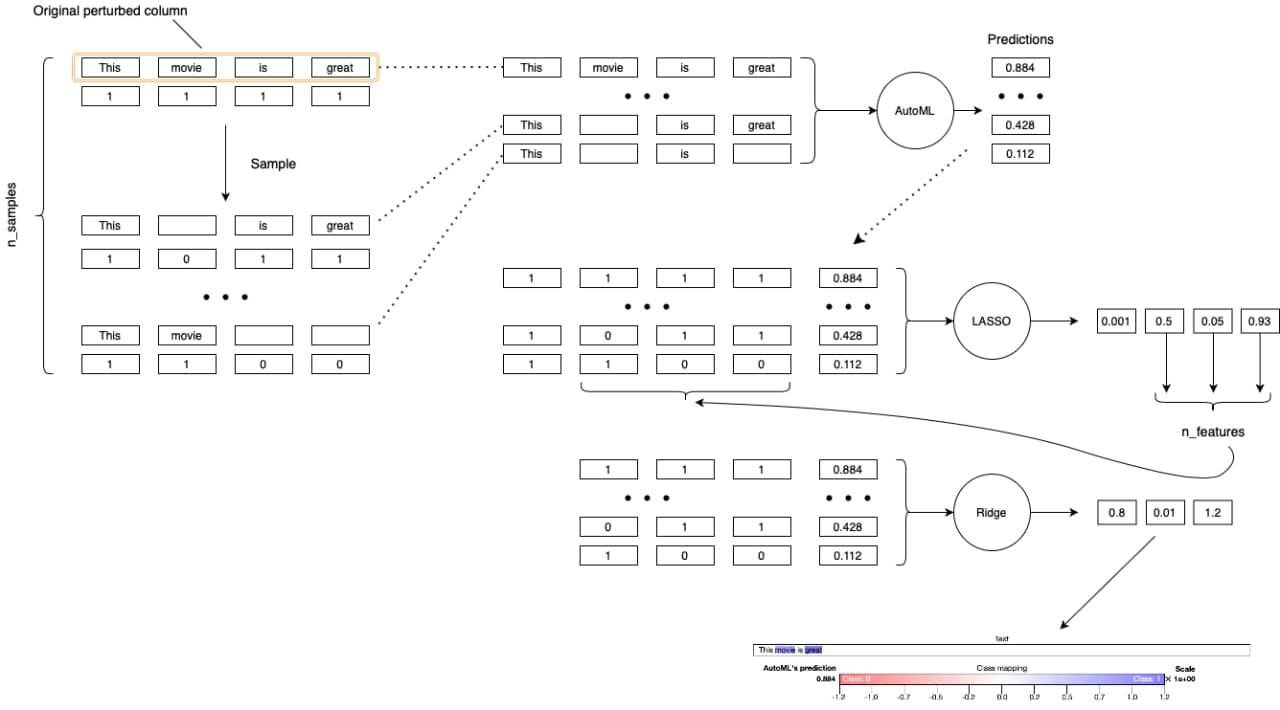 Original perturbed column
n_samples
This movie is great
1 1 1 1
Sample
This is great
1 0 1 1
This movie
1 1 0 0
This movie is great
This is great
This is
AutoML
Predictions
0.884
0.428
0.112
1 1 1 1 0.884
1 0 1 1 0.428
1 1 0 0 0.112
LASSO
0.001 0.5 0.05 0.93
n_features
1 1 1 0.884
0 1 1 0.428
1 0 0 0.112
Ridge
0.8 0.01 1.2
Text
This movie is great
AutoML's prediction Class mapping Scale
0.884 Class: 0 Class: 1 X 1e+00
-1.2 -1.0 -0.7 -0.5 -0.2 0.0 0.2 0.5 0.7 1.0 1.2